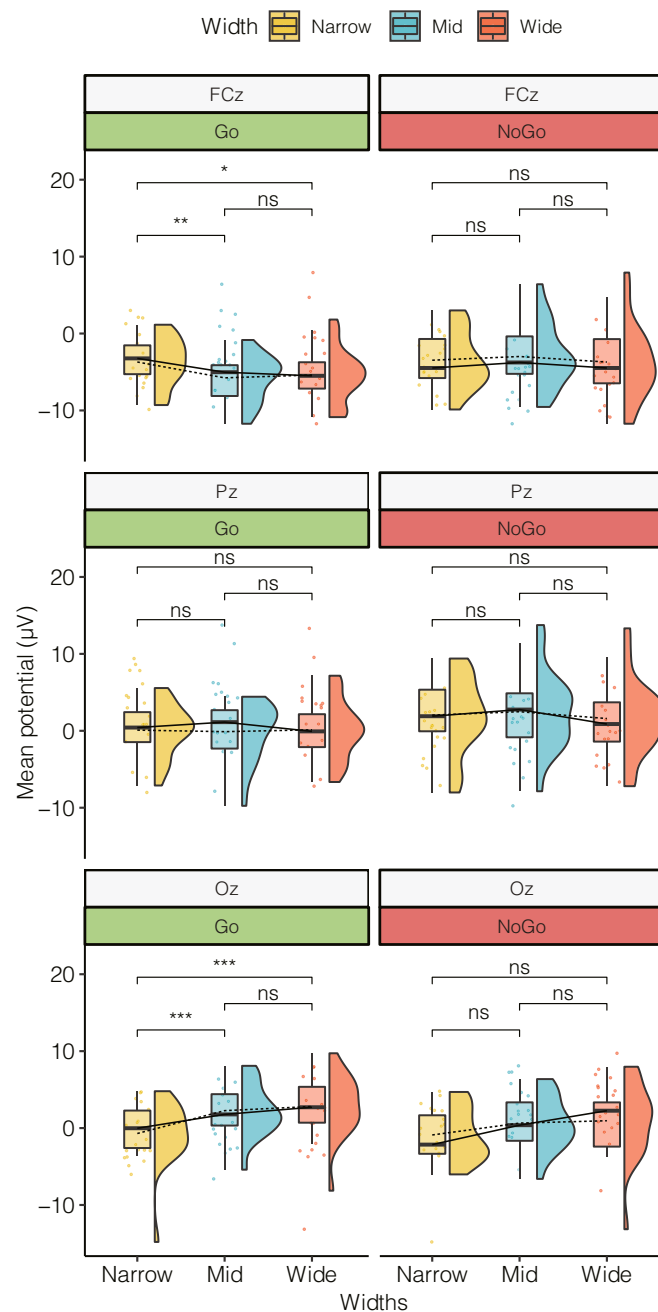 Width Narrow Mid Wide
FCz FCz
Go NoGo
20
10
0
−10
*
ns
**
ns
ns
ns
Pz Pz
Go NoGo
20
10
0
−10
ns
ns
ns
ns
ns
ns
Oz Oz
Go NoGo
20
10
0
−10
***
ns
***
ns
ns
ns
Mean potential (µV)
Narrow Mid Wide Narrow Mid Wide
Widths